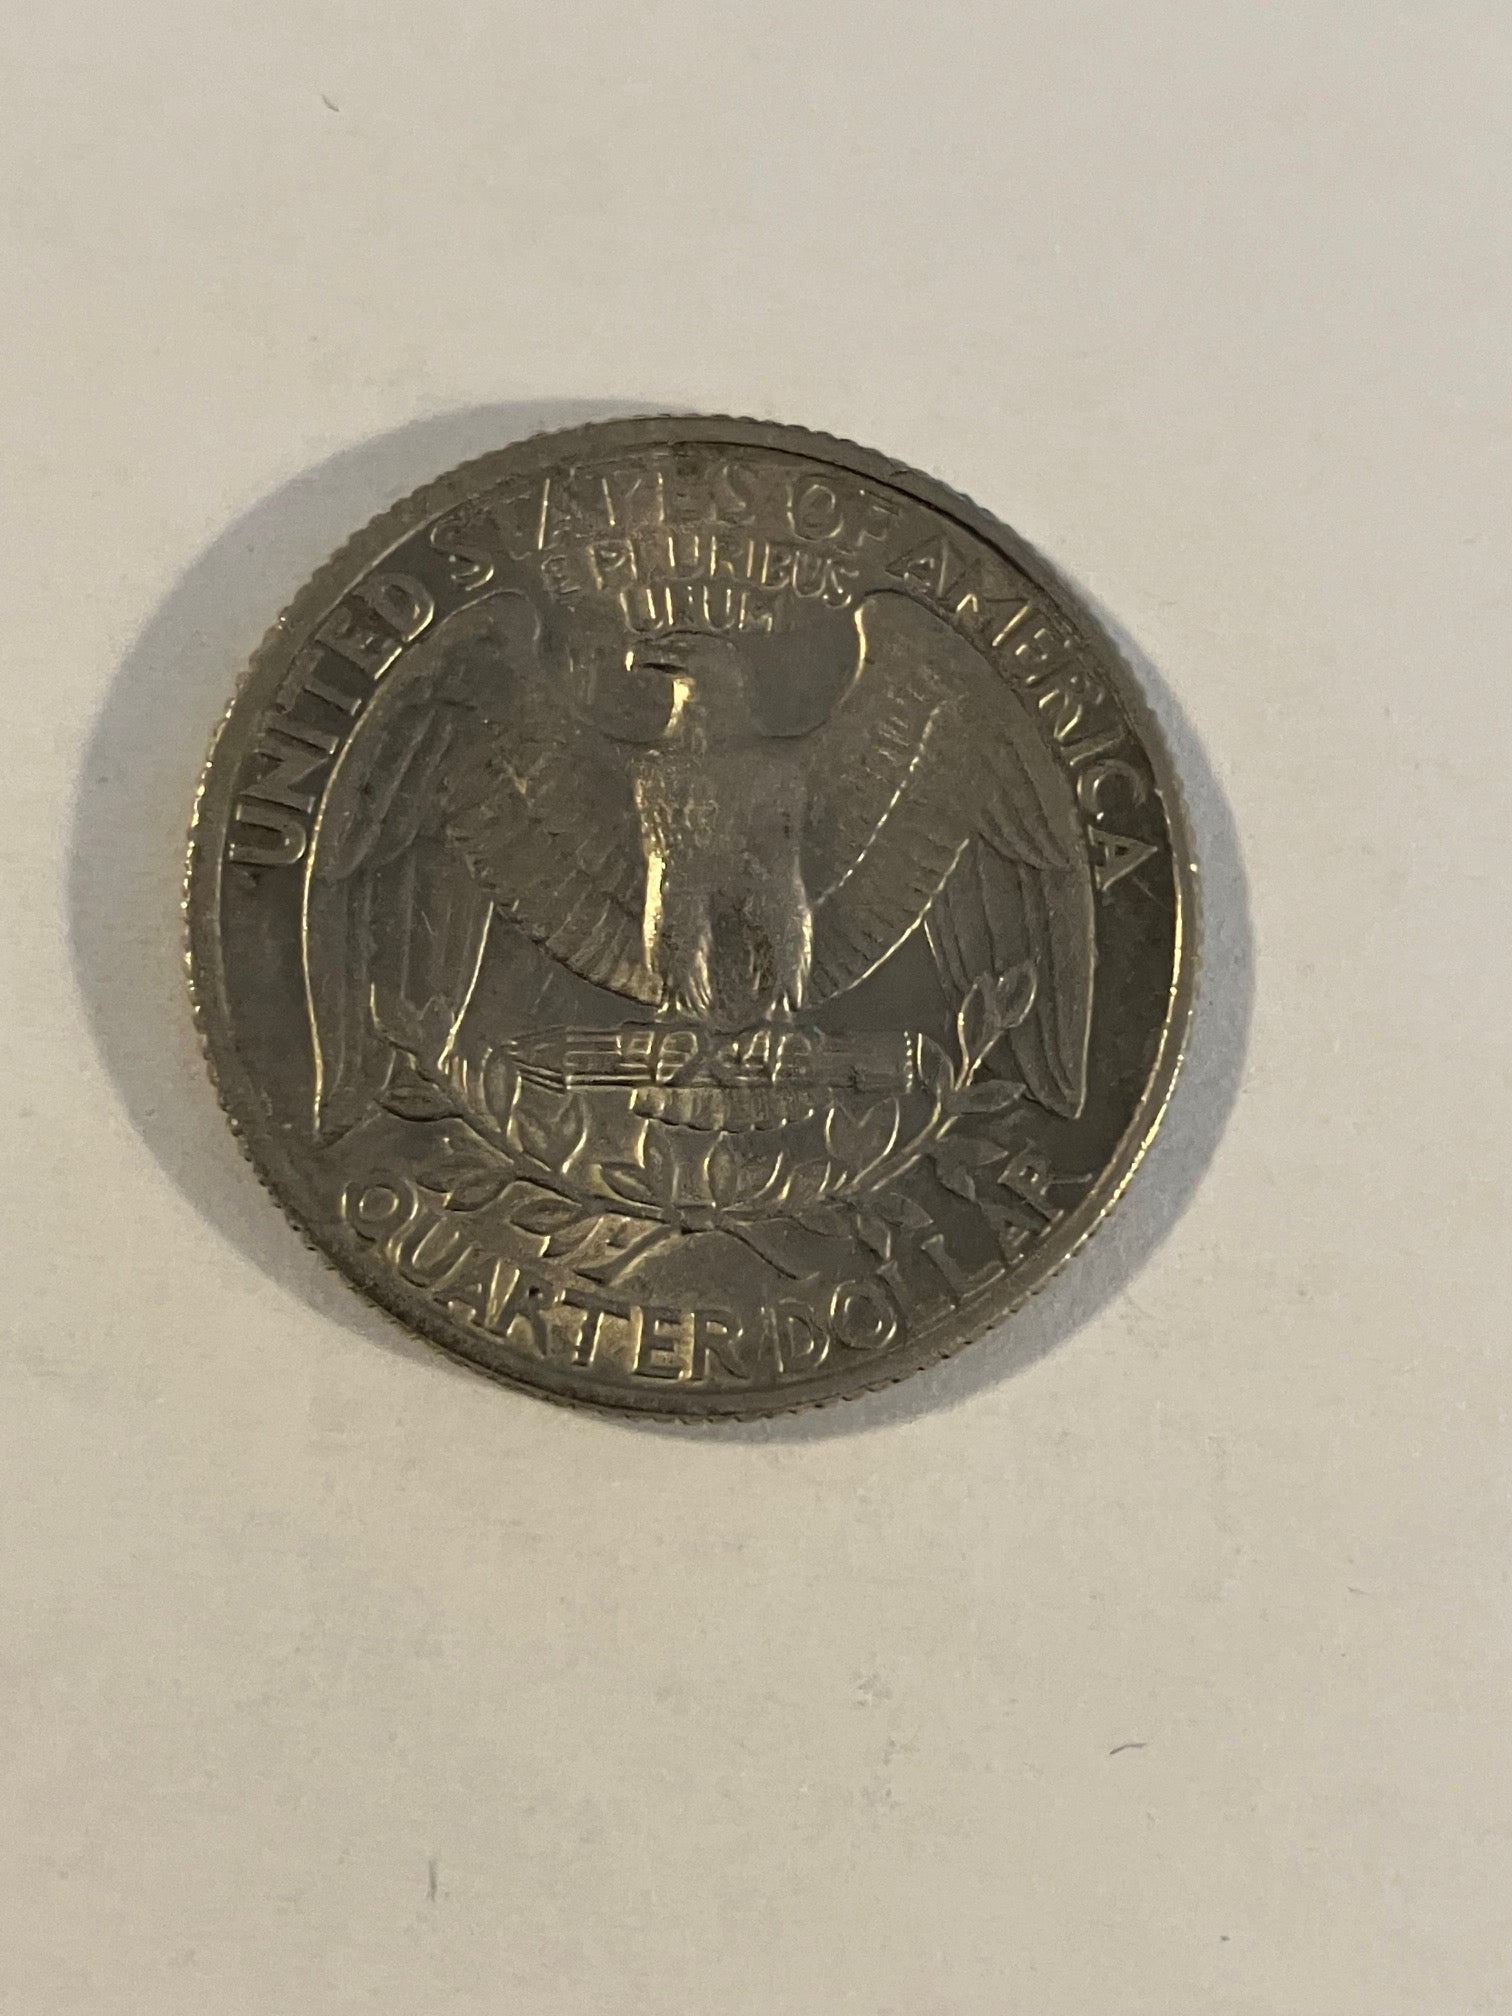 UNITED STATES OF AMERICA
E PLURIBUS
UNUM
QUARTER DOLLAR